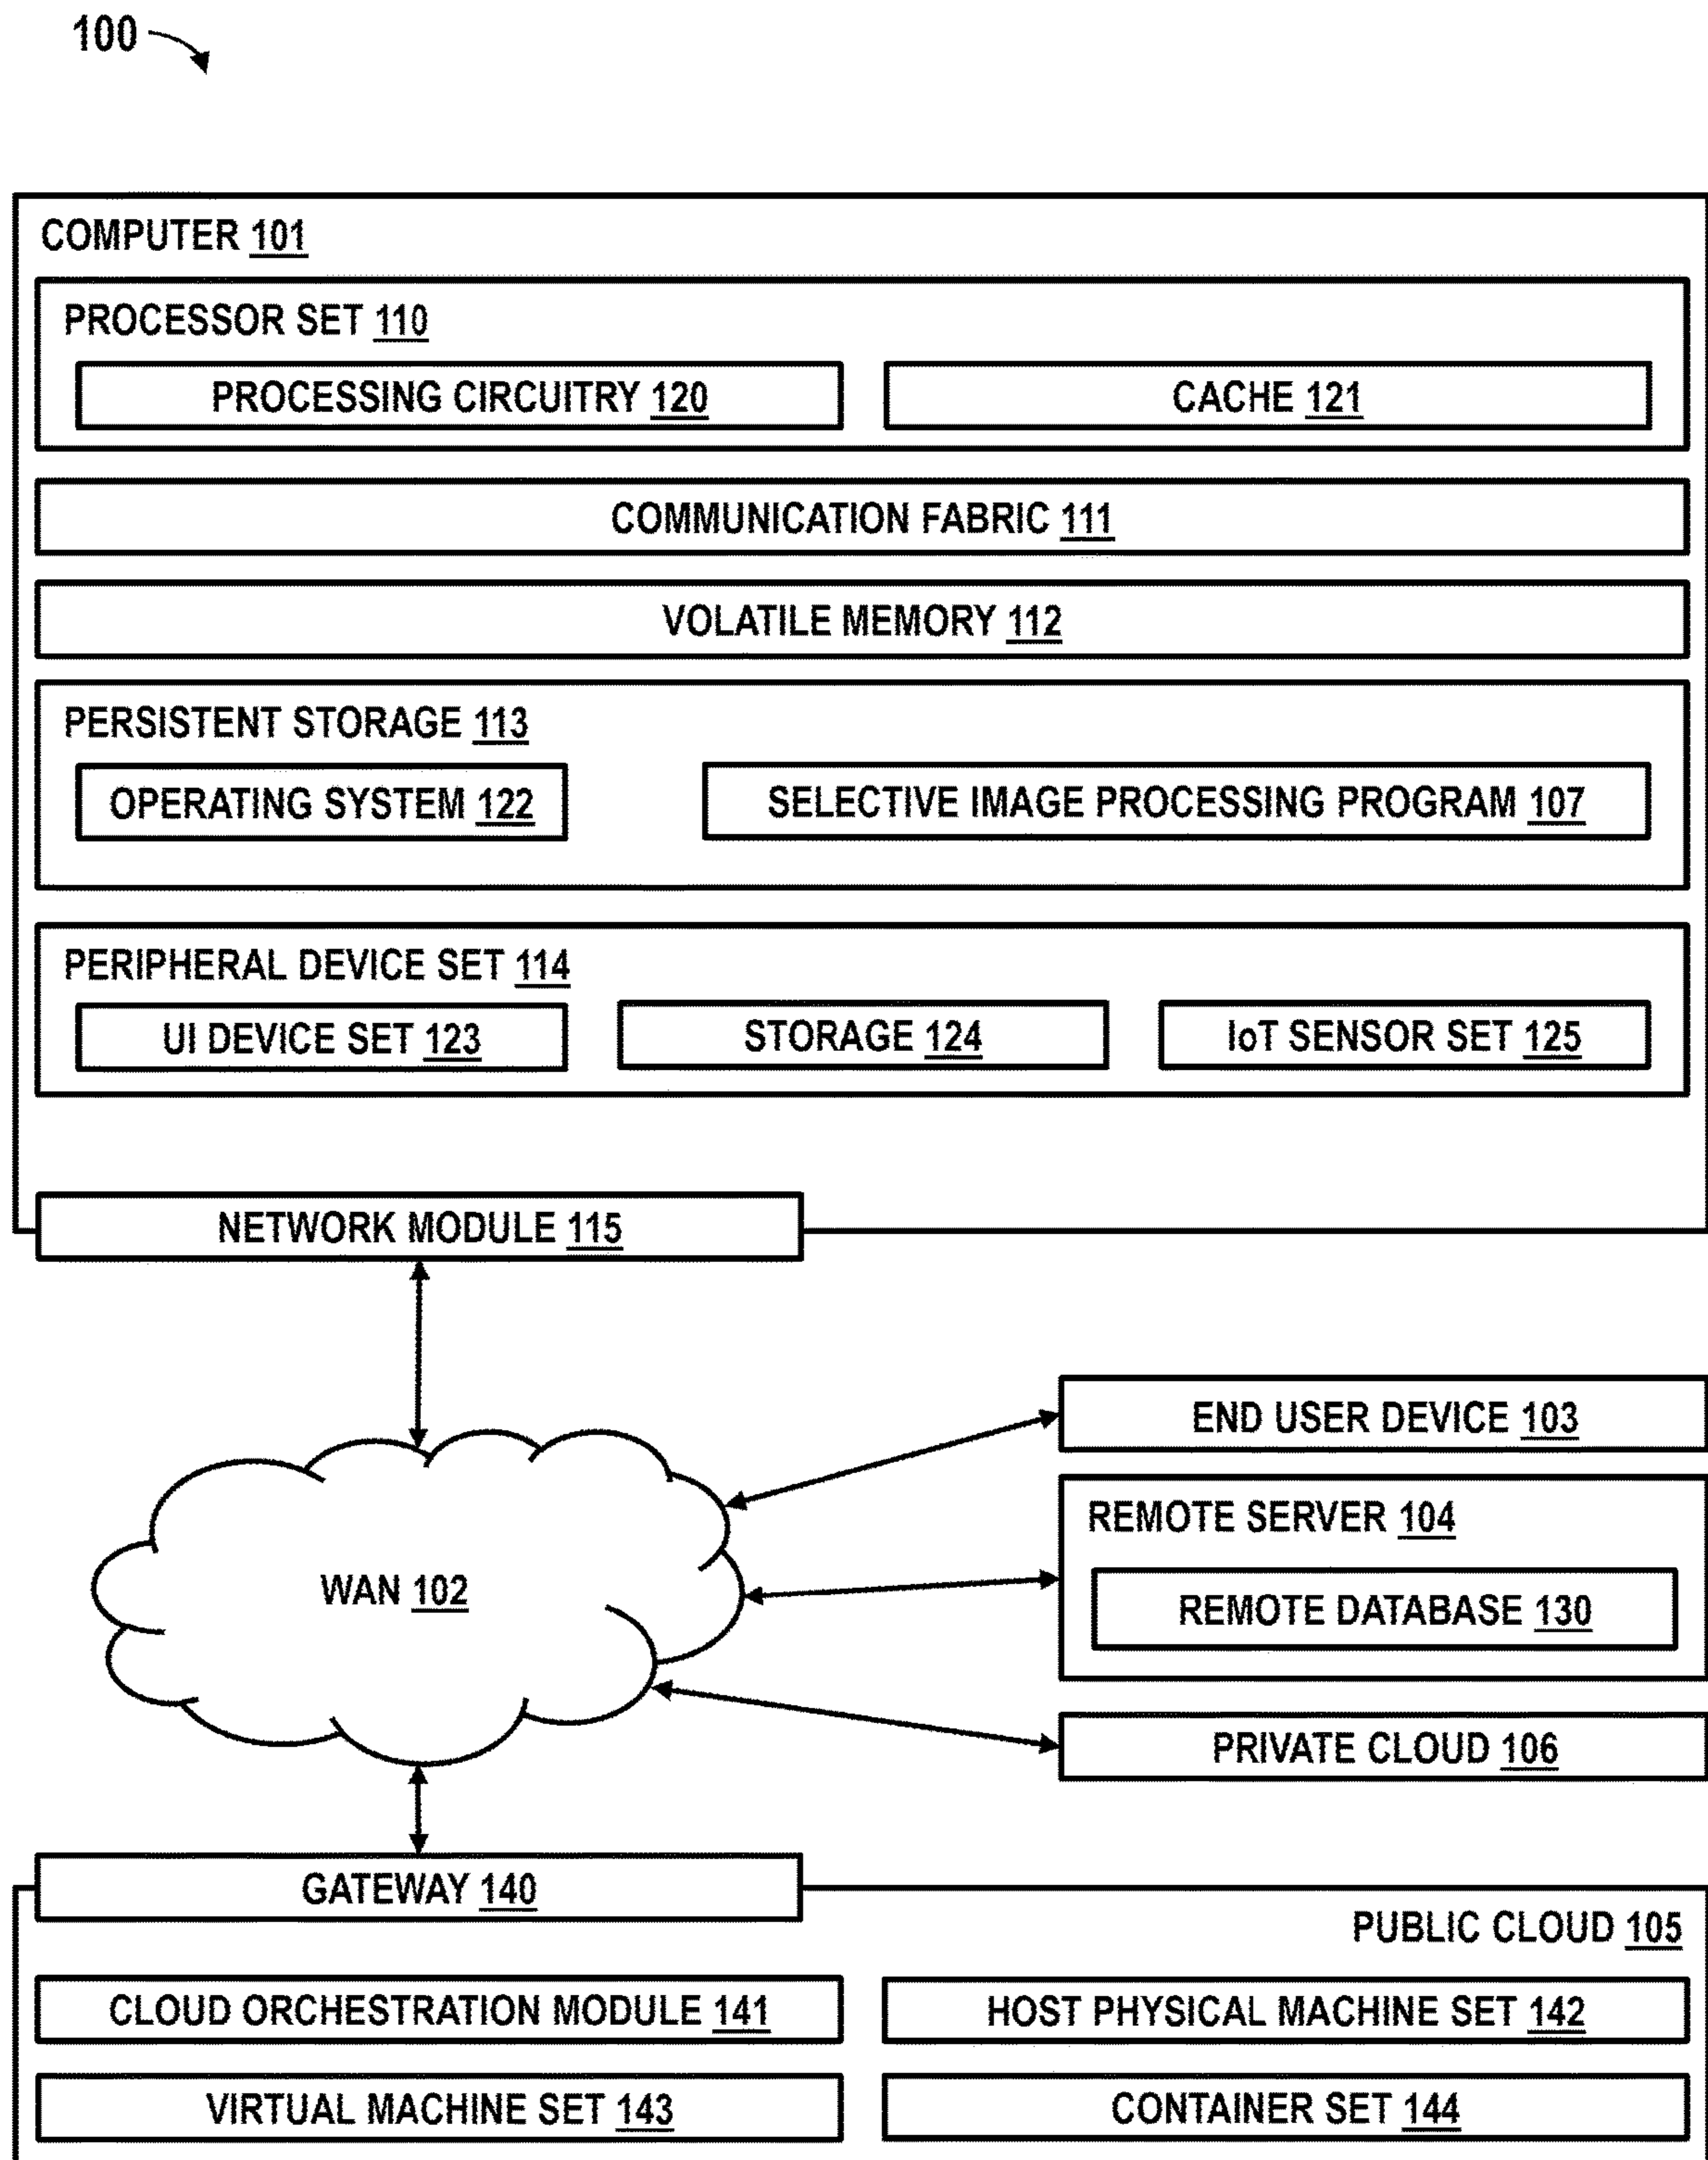 100
COMPUTER 101
PROCESSOR SET 110
PROCESSING CIRCUITRY 120
CACHE 121
COMMUNICATION FABRIC 111
VOLATILE MEMORY 112
PERSISTENT STORAGE 113
OPERATING SYSTEM 122
SELECTIVE IMAGE PROCESSING PROGRAM 107
PERIPHERAL DEVICE SET 114
UI DEVICE SET 123
STORAGE 124
IoT SENSOR SET 125
NETWORK MODULE 115
END USER DEVICE 103
REMOTE SERVER 104
WAN 102
REMOTE DATABASE 130
PRIVATE CLOUD 106
GATEWAY 140
PUBLIC CLOUD 105
CLOUD ORCHESTRATION MODULE 141
HOST PHYSICAL MACHINE SET 142
VIRTUAL MACHINE SET 143
CONTAINER SET 144